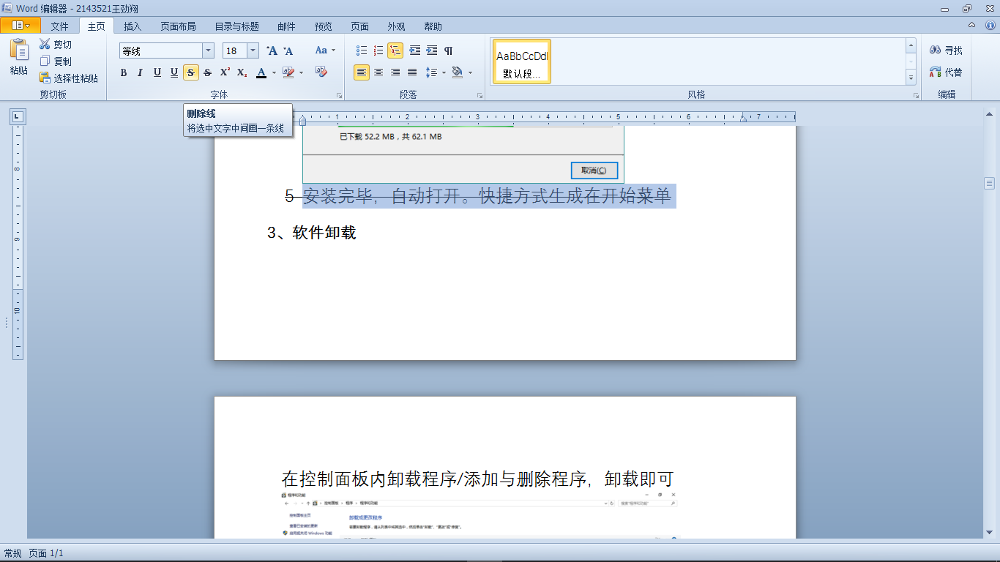 Word 编辑器 - 2143521王劲翔
文件 主页 插入 页面布局 目录与标题 邮件 预览 页面 外观 帮助
粘贴
剪切
复制
选择性粘贴
剪切板
等线 18 A A Aa
B I U U S S X² X₂ A ab ab
字体
段落
AaBbCcDdI
默认段...
风格
寻找
代替
编辑
删除线
将选中文字中间画一条线
1 2 3 4 5 6 7
8
9
10
已下载 52.2 MB，共 62.1 MB
取消(C)
5 安装完毕，自动打开。快捷方式生成在开始菜单
3、软件卸载
在控制面板内卸载程序/添加与删除程序，卸载即可
程序和功能
控制面板 程序 程序和功能
搜索"程序和功能"
控制面板主页
卸载或更改程序
查看已安装的更新
若要卸载程序，请从列表中将其选中，然后单击"卸载"、"更改"或"修复"。
启用或关闭 Windows 功能
常规 页面 1/1